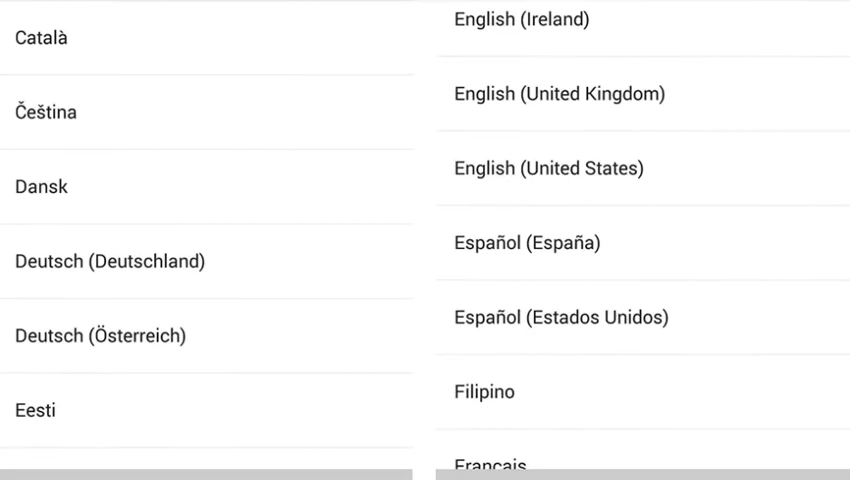 Català
Čeština
Dansk
Deutsch (Deutschland)
Deutsch (Österreich)
Eesti
English (Ireland)
English (United Kingdom)
English (United States)
Español (España)
Español (Estados Unidos)
Filipino
Français